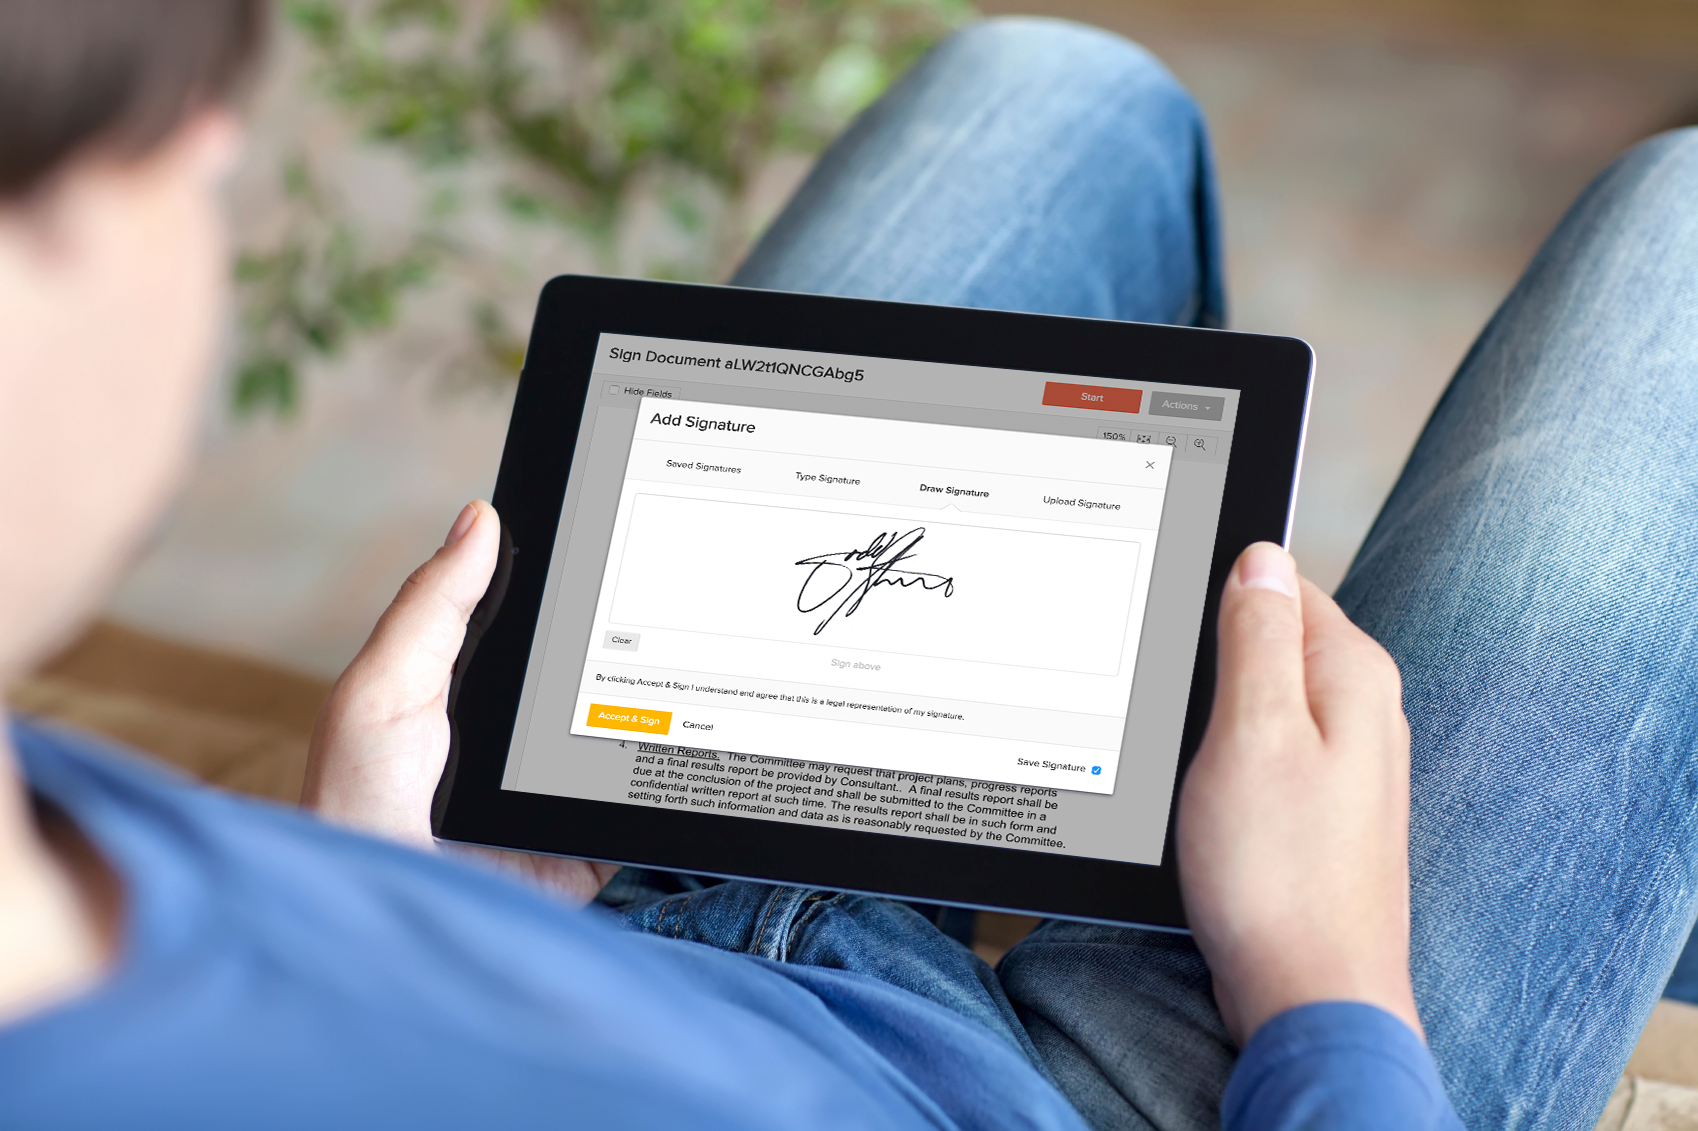 Sign Document aLW2t1QNCGAbg5
Start
Actions
Hide Fields
150%
Add Signature
Saved Signatures
Type Signature
Draw Signature
Upload Signature
Clear
Sign above
By clicking Accept & Sign I understand and agree that this is a legal representation of my signature.
Accept & Sign
Cancel
Save Signature
4. Written Reports. The Committee may request that project plans, progress reports
and a final results report be provided by Consultant.. A final results report shall be
due at the conclusion of the project and shall be submitted to the Committee in a
confidential written report at such time. The results report shall be in such form and
setting forth such information and data as is reasonably requested by the Committee.